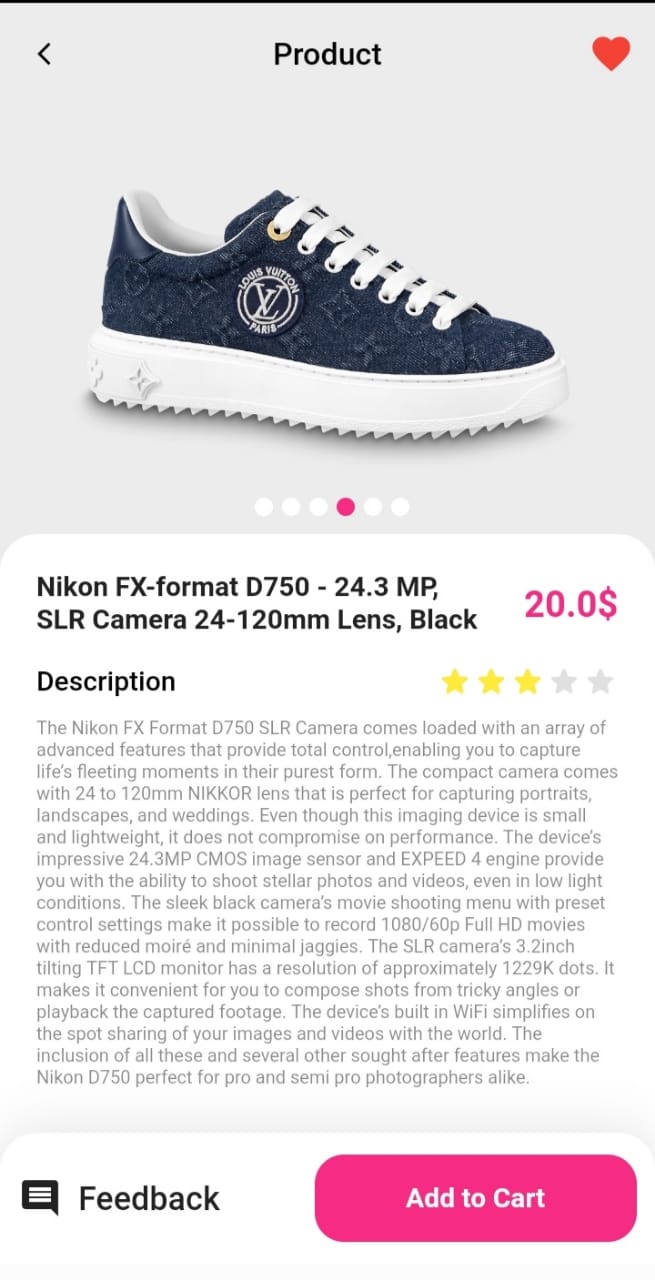 Product
LOUIS VUITTON
LV
PARIS
Nikon FX-format D750 - 24.3 MP,
SLR Camera 24-120mm Lens, Black
20.0$
Description
The Nikon FX Format D750 SLR Camera comes loaded with an array of
advanced features that provide total control,enabling you to capture
life's fleeting moments in their purest form. The compact camera comes
with 24 to 120mm NIKKOR lens that is perfect for capturing portraits,
landscapes, and weddings. Even though this imaging device is small
and lightweight, it does not compromise on performance. The device's
impressive 24.3MP CMOS image sensor and EXPEED 4 engine provide
you with the ability to shoot stellar photos and videos, even in low light
conditions. The sleek black camera's movie shooting menu with preset
control settings make it possible to record 1080/60p Full HD movies
with reduced moiré and minimal jaggies. The SLR camera's 3.2inch
tilting TFT LCD monitor has a resolution of approximately 1229K dots. It
makes it convenient for you to compose shots from tricky angles or
playback the captured footage. The device's built in WiFi simplifies on
the spot sharing of your images and videos with the world. The
inclusion of all these and several other sought after features make the
Nikon D750 perfect for pro and semi pro photographers alike.
Feedback
Add to Cart